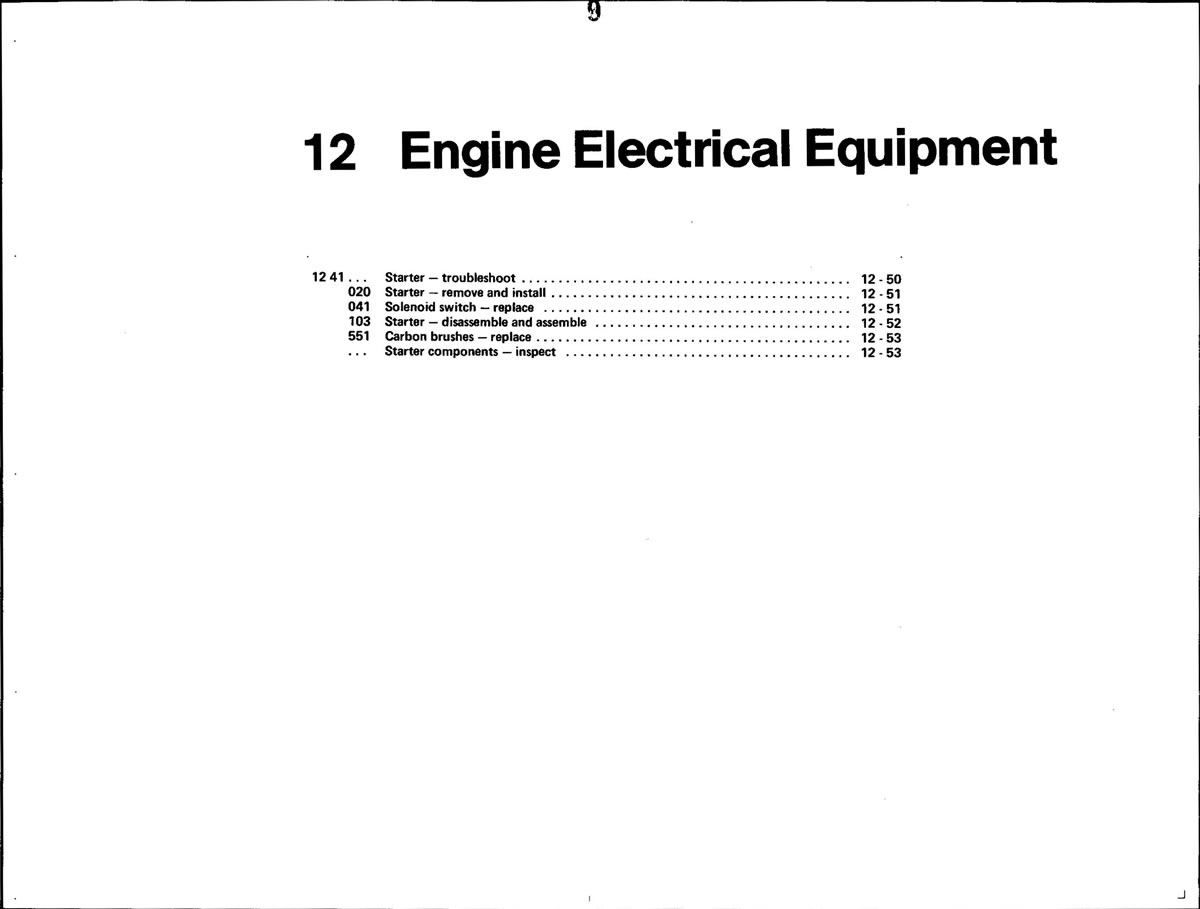 12 Engine Electrical Equipment
12 41 . . . Starter — troubleshoot . . . . . . . . . . . . . . . . . . . . . . . . . . . . . . . . . . . . . . . . . . . . 12 - 50
020 Starter — remove and install . . . . . . . . . . . . . . . . . . . . . . . . . . . . . . . . . . . . . . . . 12 - 51
041 Solenoid switch — replace . . . . . . . . . . . . . . . . . . . . . . . . . . . . . . . . . . . . . . . . . 12 - 51
103 Starter — disassemble and assemble . . . . . . . . . . . . . . . . . . . . . . . . . . . . . . . . . . 12 - 52
551 Carbon brushes — replace . . . . . . . . . . . . . . . . . . . . . . . . . . . . . . . . . . . . . . . . . . 12 - 53
. . . Starter components — inspect . . . . . . . . . . . . . . . . . . . . . . . . . . . . . . . . . . . . . . 12 - 53